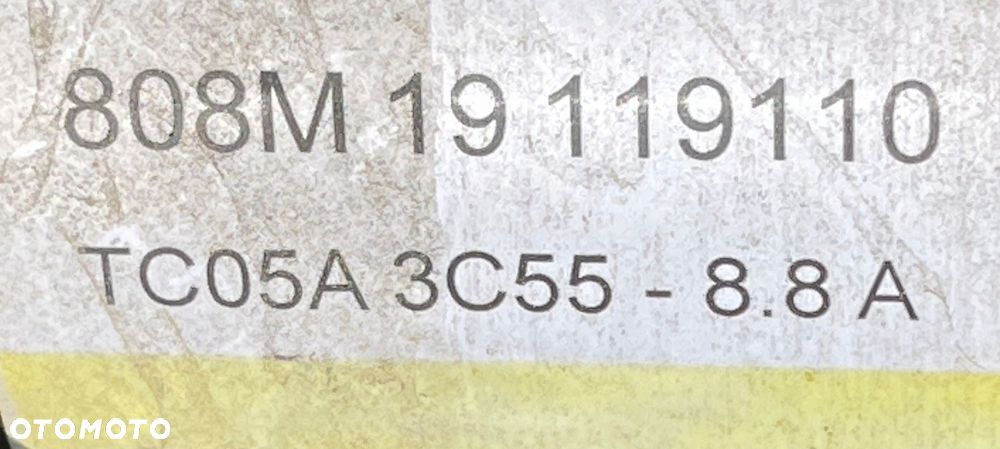 808M 19 119110
TC05A 3C55 - 8.8 A
OTOMOTO